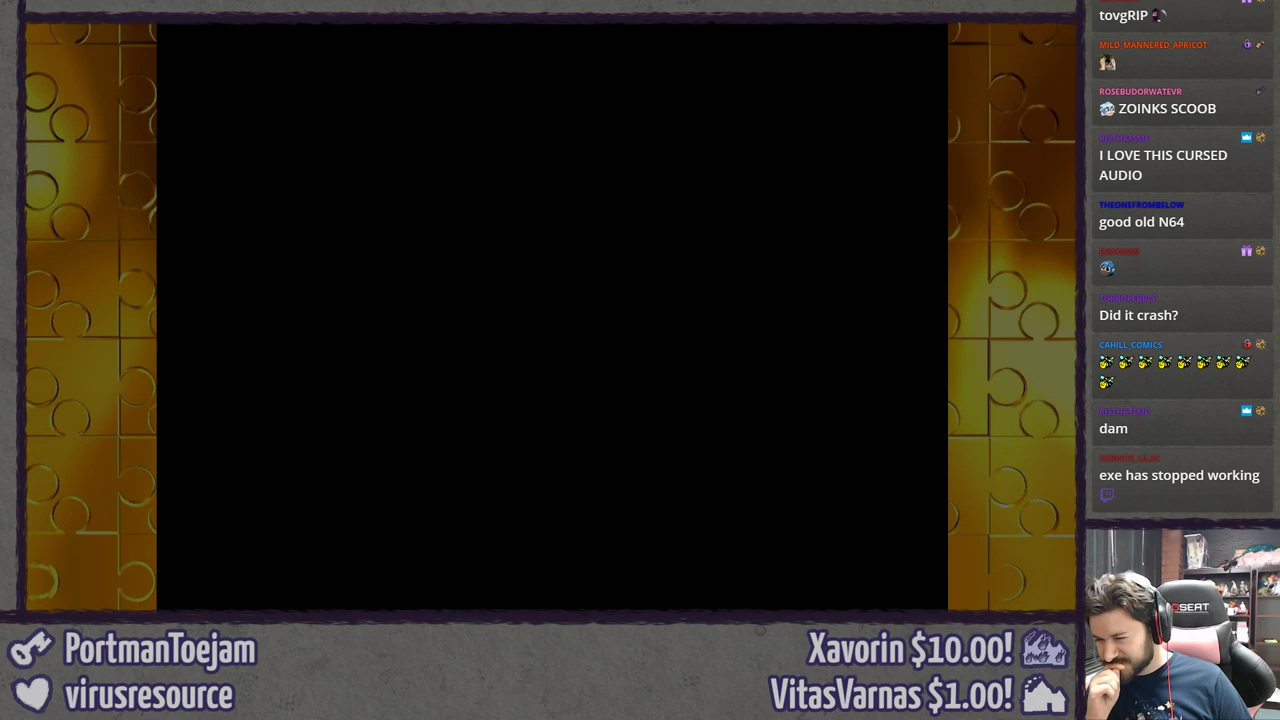 tovgRIP
MILD_MANNERED_APRICOT
ROSEBUDORWATEVR
ZOINKS SCOOB
I LOVE THIS CURSED
AUDIO
THEONEFROMBELOW
good old N64
Did it crash?
CAHILL_COMICS
dam
exe has stopped working
SEAT
PortmanToejam
virusresource
Xavorin $10.00!
VitasVarnas $1.00!